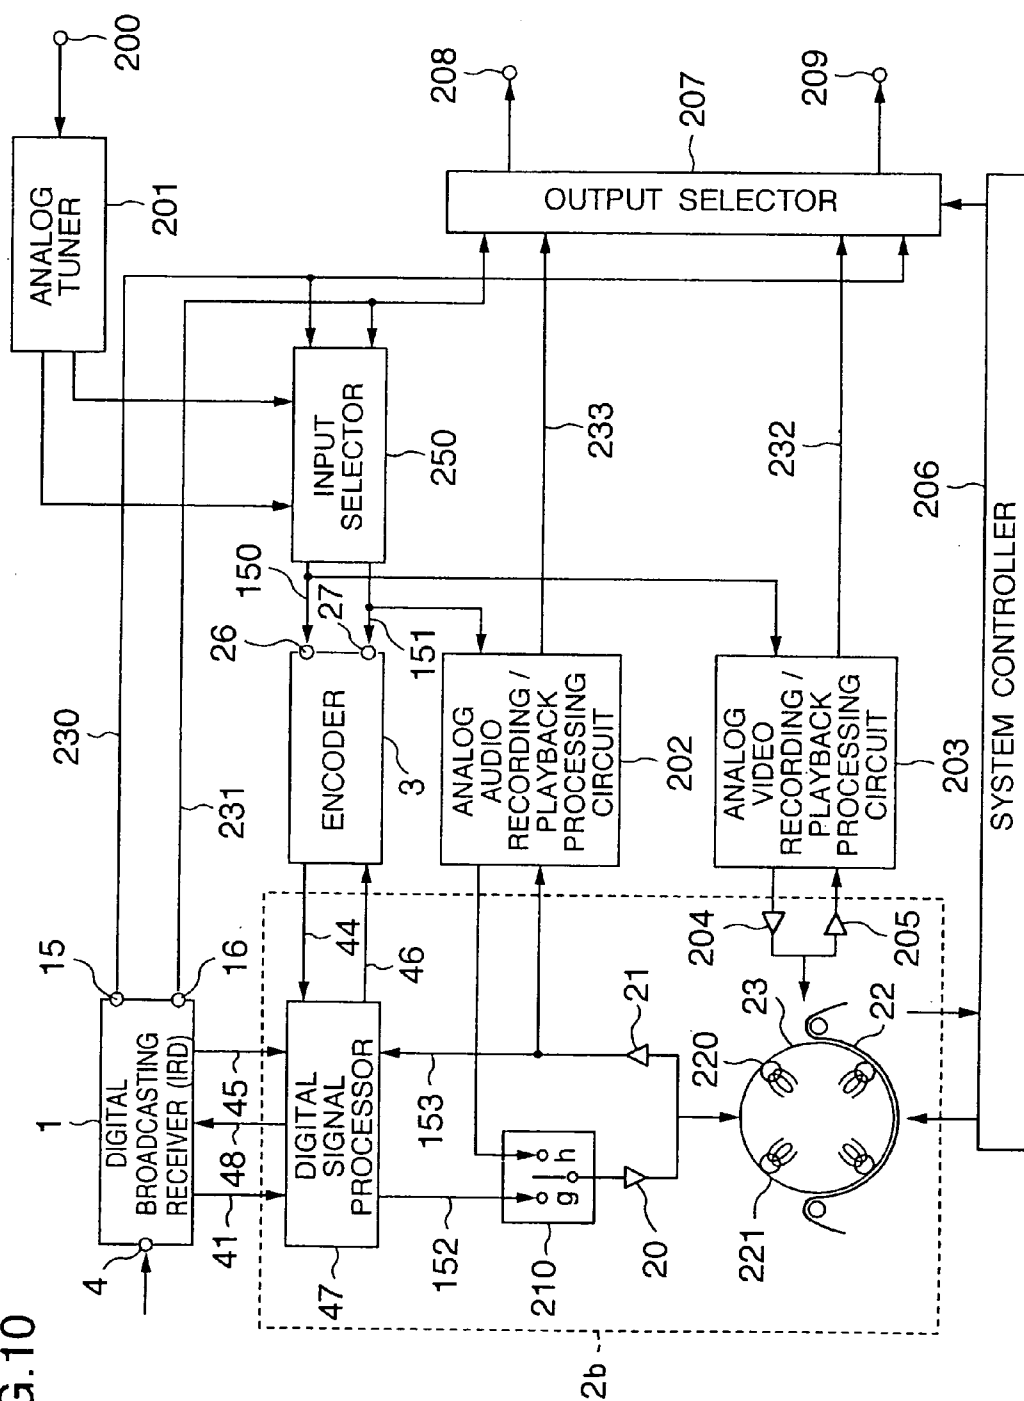 G.10
4
1
DIGITAL
BROADCASTING
RECEIVER (IRD)
15
16
230
231
ANALOG
TUNER
200
201
41
48
45
47
DIGITAL
SIGNAL
PROCESSOR
44
46
ENCODER
3
26
27
150
151
INPUT
SELECTOR
250
152
153
210
g
h
20
21
ANALOG
AUDIO
RECORDING /
PLAYBACK
PROCESSING
CIRCUIT
202
233
OUTPUT SELECTOR
207
208
209
2b
221
220
23
22
204
205
ANALOG
VIDEO
RECORDING /
PLAYBACK
PROCESSING
CIRCUIT
203
232
SYSTEM CONTROLLER
206